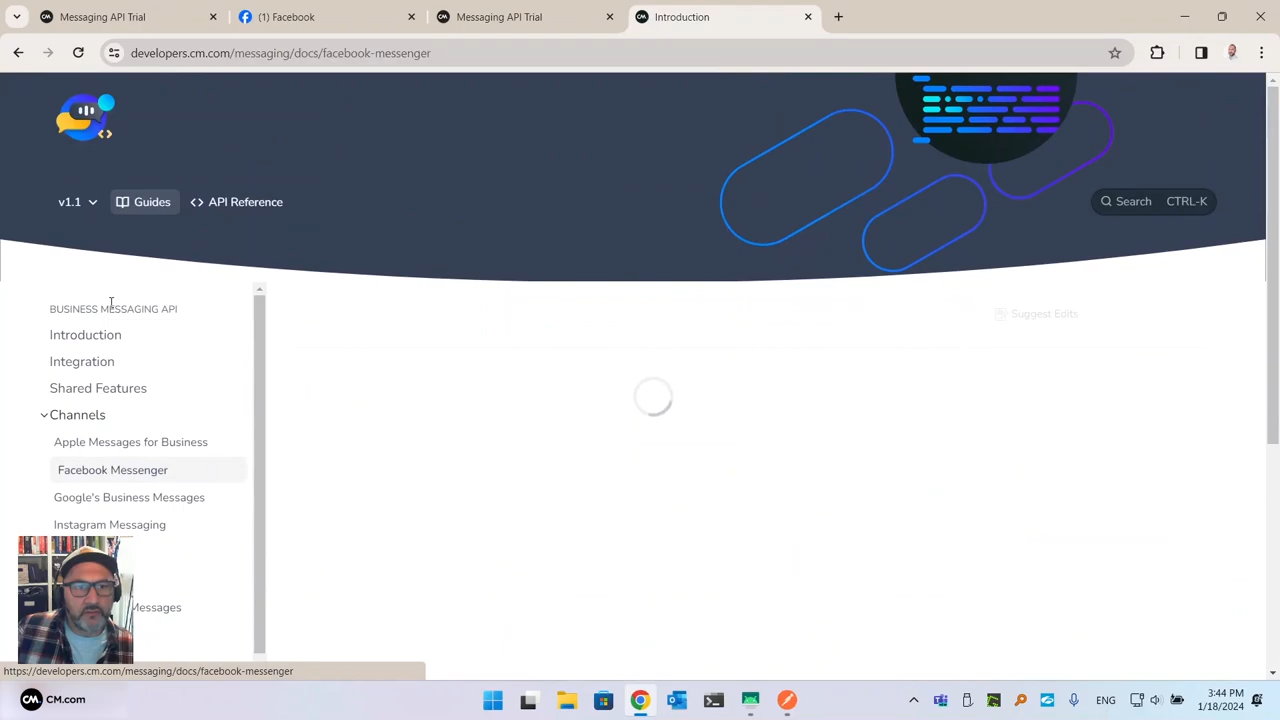 Messaging API Trial
(1) Facebook
Messaging API Trial
Introduction
developers.cm.com/messaging/docs/facebook-messenger
v1.1
Guides
API Reference
Search CTRL-K
BUSINESS MESSAGING API
Introduction
Integration
Shared Features
Channels
Apple Messages for Business
Facebook Messenger
Google's Business Messages
Instagram Messaging
Messages
Suggest Edits
https://developers.cm.com/messaging/docs/facebook-messenger
CM.com
ENG
3:44 PM
1/18/2024